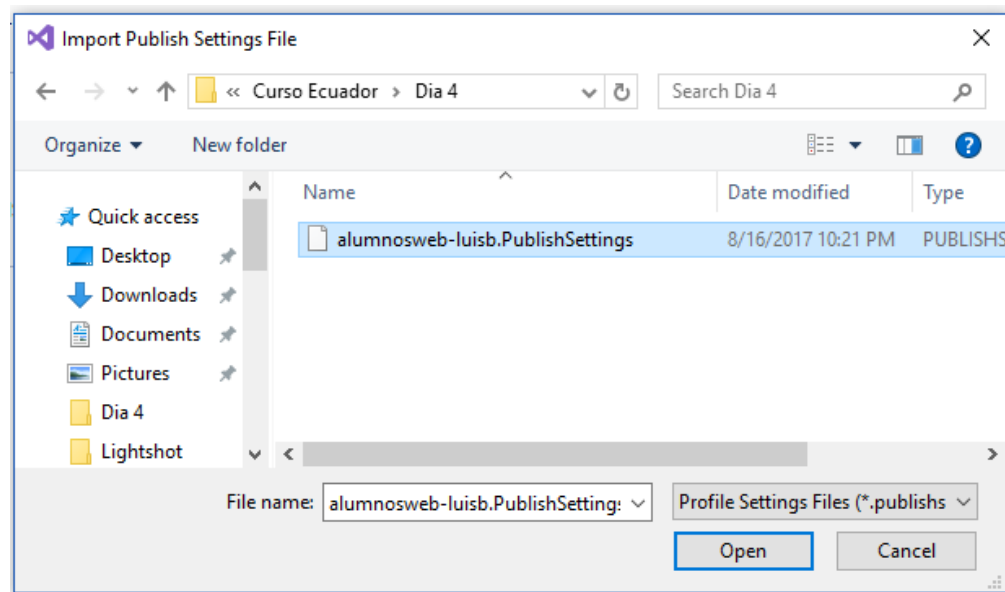 Import Publish Settings File
« Curso Ecuador > Dia 4
Search Dia 4
Organize
New folder
?
Name
Date modified
Type
Quick access
alumnosweb-luisb.PublishSettings
8/16/2017 10:21 PM
PUBLISHS
Desktop
Downloads
Documents
Pictures
Dia 4
Lightshot
File name:
alumnosweb-luisb.PublishSetting
Profile Settings Files (*.publishs
Open
Cancel